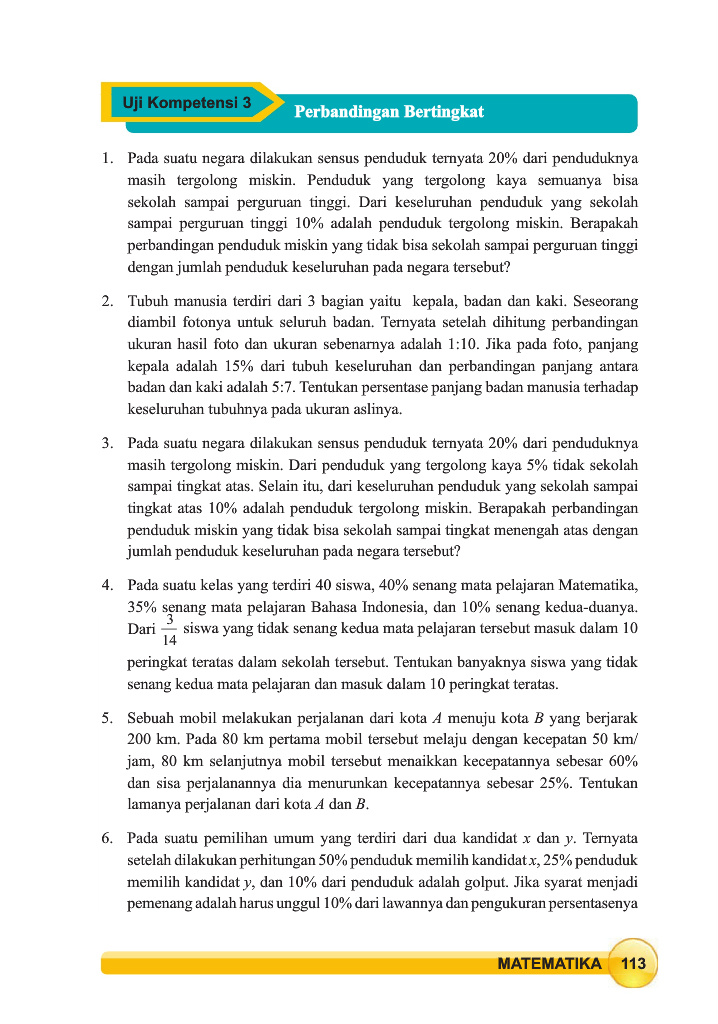 Uji Kompetensi 3
Perbandingan Bertingkat
1. Pada suatu negara dilakukan sensus penduduk ternyata 20% dari penduduknya
masih tergolong miskin. Penduduk yang tergolong kaya semuanya bisa
sekolah sampai perguruan tinggi. Dari keseluruhan penduduk yang sekolah
sampai perguruan tinggi 10% adalah penduduk tergolong miskin. Berapakah
perbandingan penduduk miskin yang tidak bisa sekolah sampai perguruan tinggi
dengan jumlah penduduk keseluruhan pada negara tersebut?
2. Tubuh manusia terdiri dari 3 bagian yaitu kepala, badan dan kaki. Seseorang
diambil fotonya untuk seluruh badan. Ternyata setelah dihitung perbandingan
ukuran hasil foto dan ukuran sebenarnya adalah 1:10. Jika pada foto, panjang
kepala adalah 15% dari tubuh keseluruhan dan perbandingan panjang antara
badan dan kaki adalah 5:7. Tentukan persentase panjang badan manusia terhadap
keseluruhan tubuhnya pada ukuran aslinya.
3. Pada suatu negara dilakukan sensus penduduk ternyata 20% dari penduduknya
masih tergolong miskin. Dari penduduk yang tergolong kaya 5% tidak sekolah
sampai tingkat atas. Selain itu, dari keseluruhan penduduk yang sekolah sampai
tingkat atas 10% adalah penduduk tergolong miskin. Berapakah perbandingan
penduduk miskin yang tidak bisa sekolah sampai tingkat menengah atas dengan
jumlah penduduk keseluruhan pada negara tersebut?
4. Pada suatu kelas yang terdiri 40 siswa, 40% senang mata pelajaran Matematika,
35% senang mata pelajaran Bahasa Indonesia, dan 10% senang kedua-duanya.
Dari 3/14 siswa yang tidak senang kedua mata pelajaran tersebut masuk dalam 10
peringkat teratas dalam sekolah tersebut. Tentukan banyaknya siswa yang tidak
senang kedua mata pelajaran dan masuk dalam 10 peringkat teratas.
5. Sebuah mobil melakukan perjalanan dari kota A menuju kota B yang berjarak
200 km. Pada 80 km pertama mobil tersebut melaju dengan kecepatan 50 km/
jam, 80 km selanjutnya mobil tersebut menaikkan kecepatannya sebesar 60%
dan sisa perjalanannya dia menurunkan kecepatannya sebesar 25%. Tentukan
lamanya perjalanan dari kota A dan B.
6. Pada suatu pemilihan umum yang terdiri dari dua kandidat x dan y. Ternyata
setelah dilakukan perhitungan 50% penduduk memilih kandidat x, 25% penduduk
memilih kandidat y, dan 10% dari penduduk adalah golput. Jika syarat menjadi
pemenang adalah harus unggul 10% dari lawannya dan pengukuran persentasenya
MATEMATIKA 113